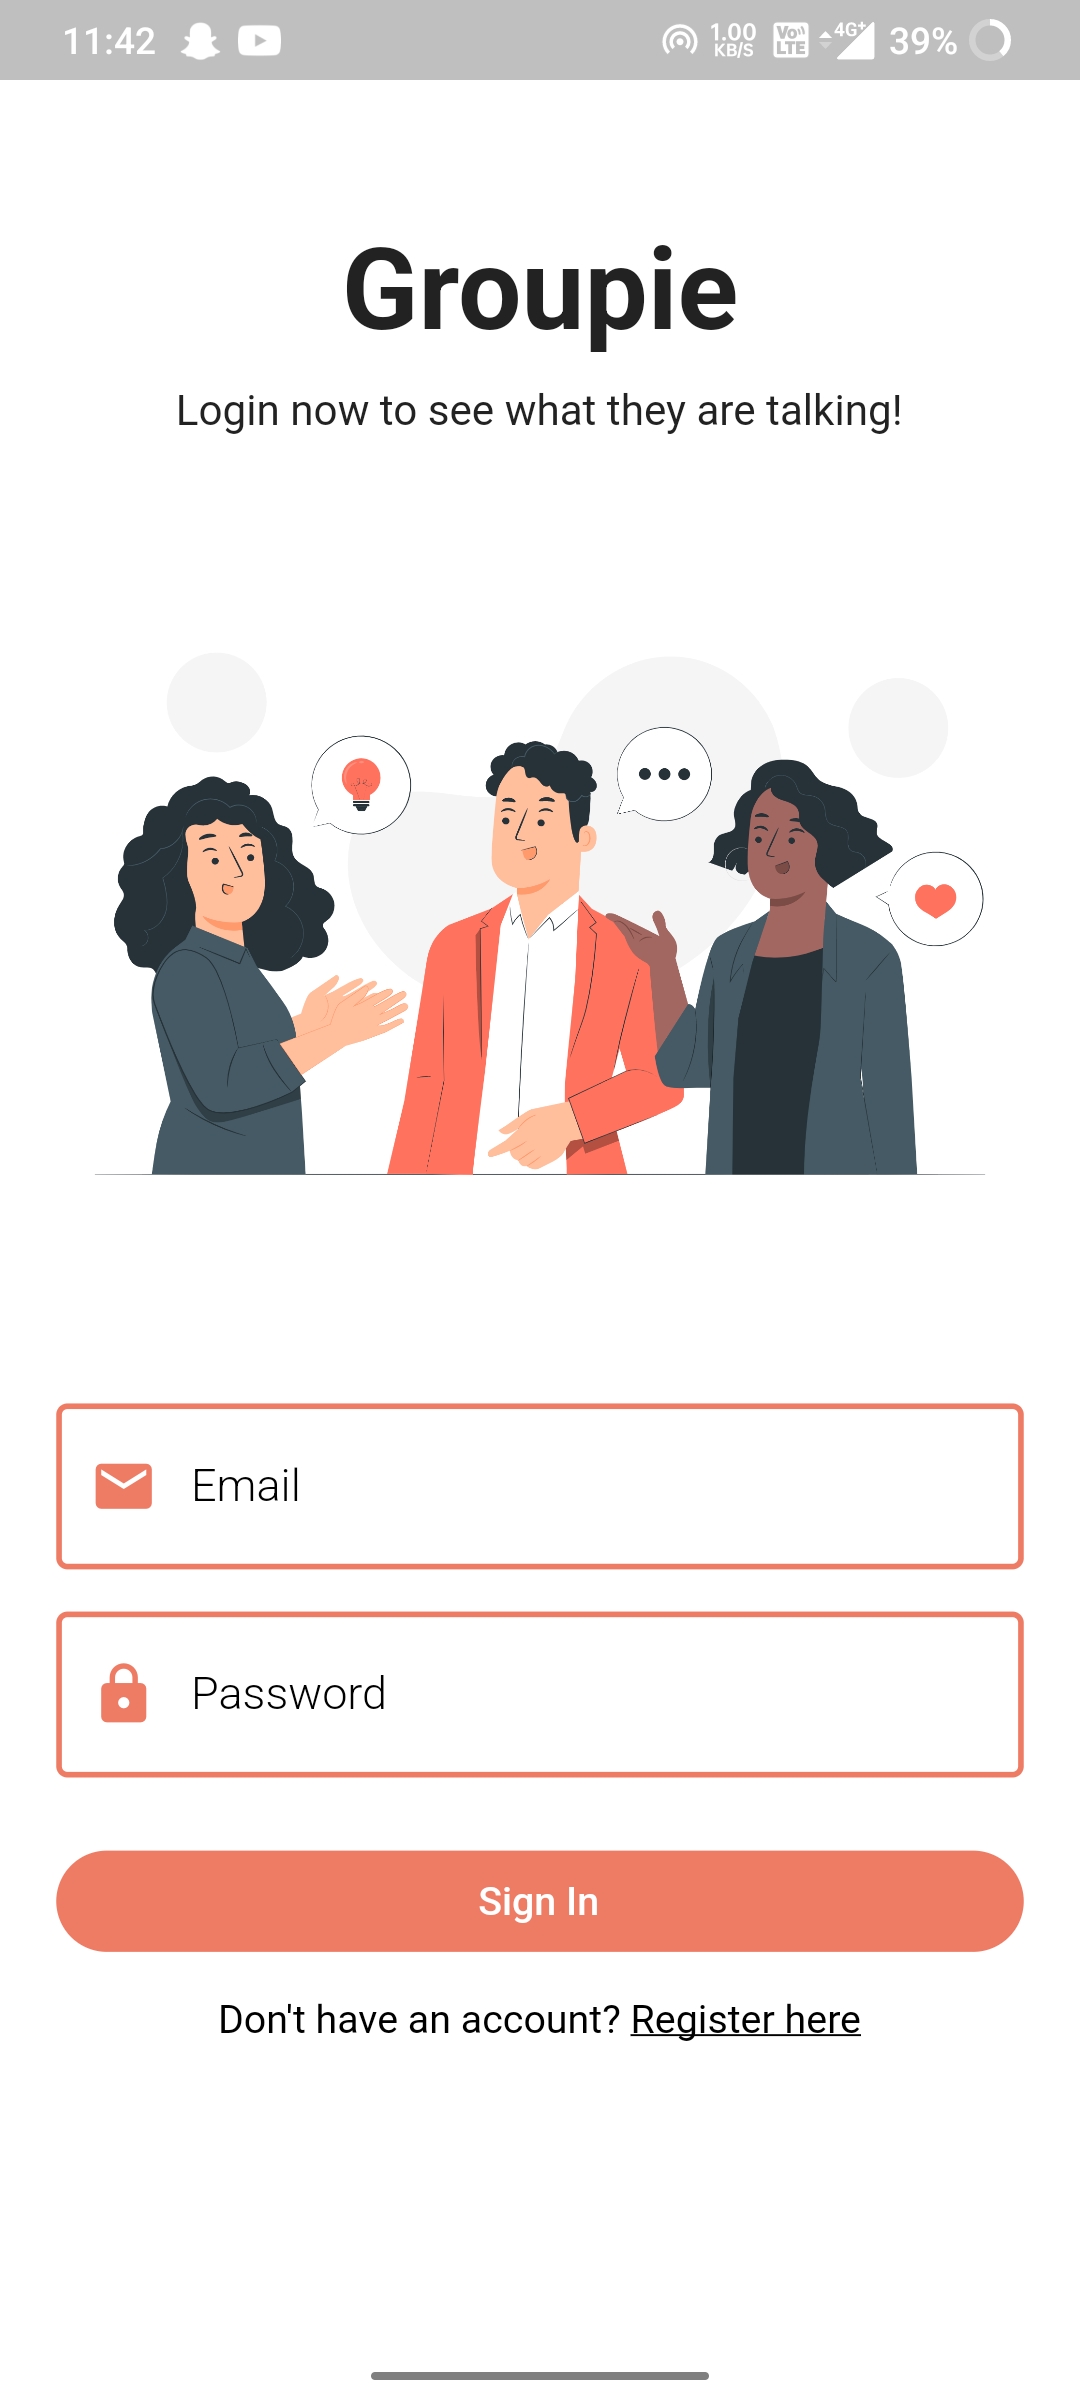 11:42 1.00 KB/S Vo LTE 4G+ 39%
Groupie
Login now to see what they are talking!
Email
Password
Sign In
Don't have an account? Register here